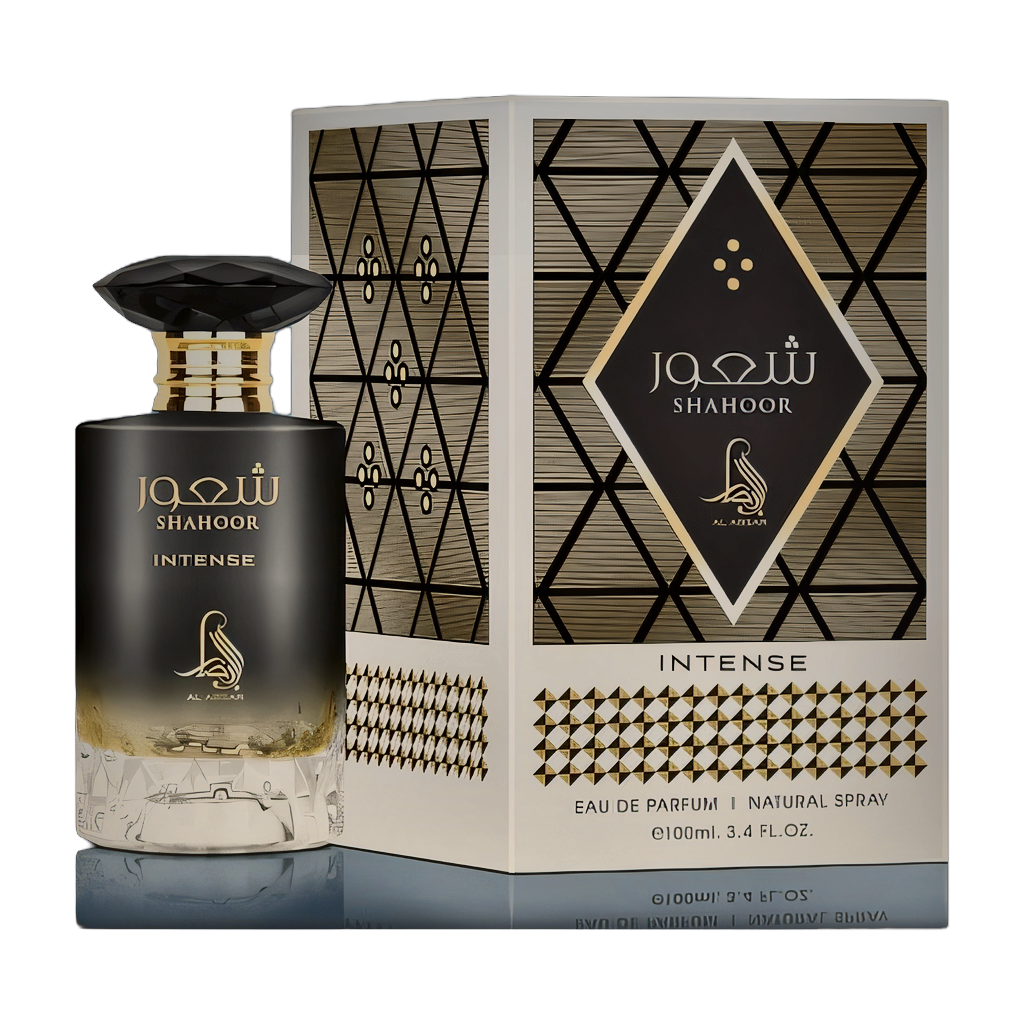 شعور
SHAHOOR
INTENSE
شعور
SHAHOOR
INTENSE
EAU DE PARFUM | NATURAL SPRAY
℮100ml. 3.4 FL.OZ.